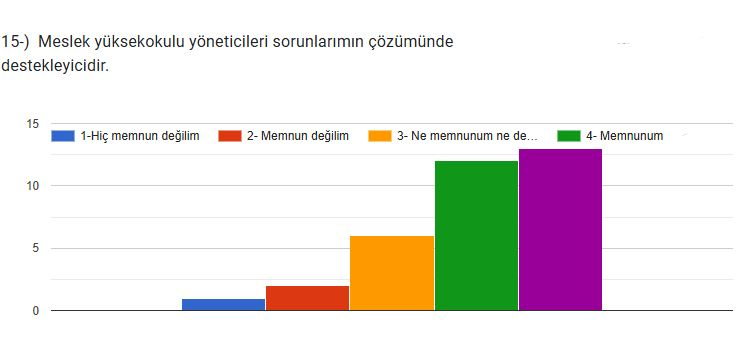 15-) Meslek yüksekokulu yöneticileri sorunlarımın çözümünde
destekleyicidir.
15
1-Hiç memnun değilim 2- Memnun değilim 3- Ne memnunum ne de... 4- Memnunum
10
5
0